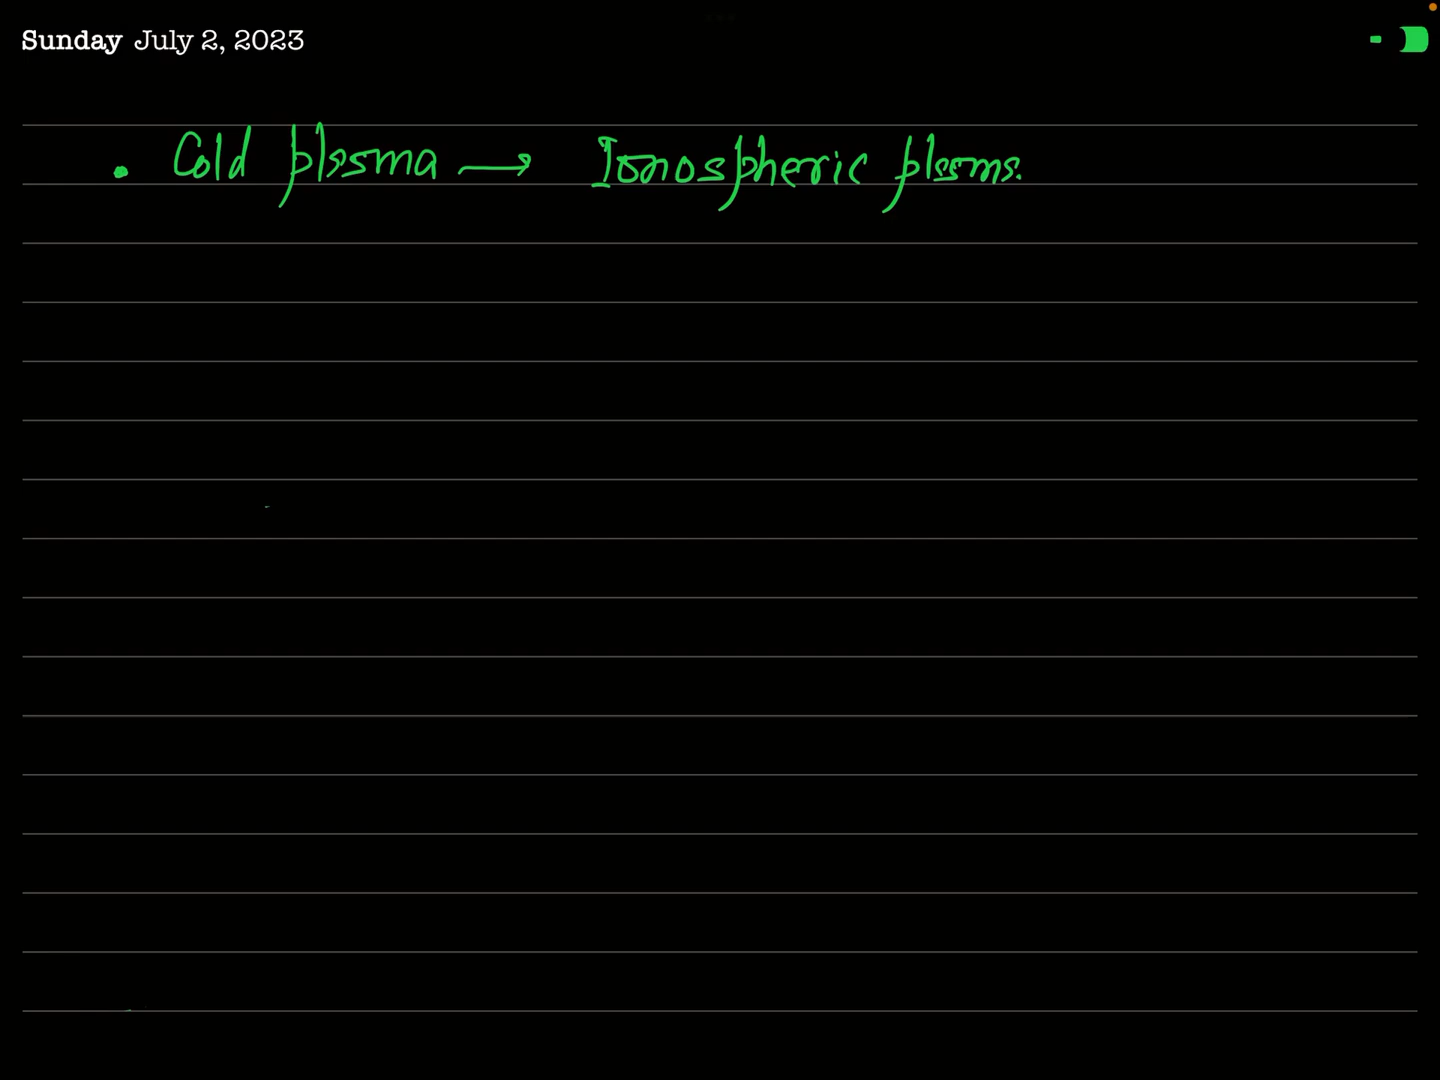 Sunday July 2, 2023
. Cold plasma → Ionospheric plasma.